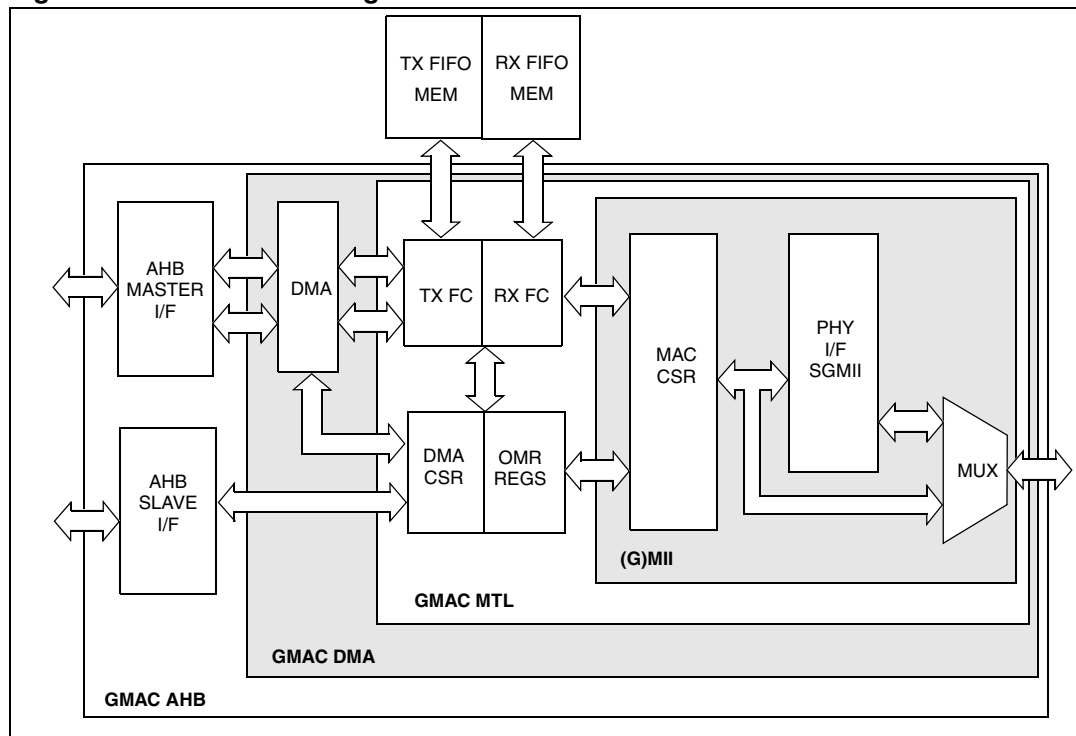 TX FIFO
MEM
RX FIFO
MEM
AHB
MASTER
I/F
DMA
TX FC
RX FC
MAC
CSR
PHY
I/F
SGMII
AHB
SLAVE
I/F
DMA
CSR
OMR
REGS
MUX
(G)MII
GMAC MTL
GMAC DMA
GMAC AHB